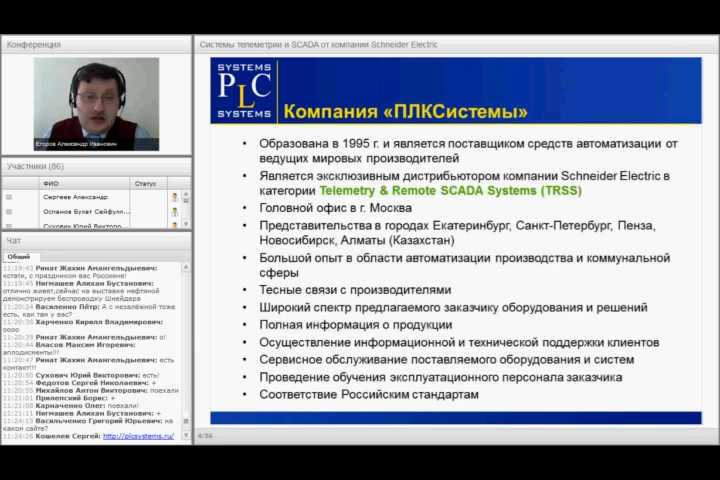 Конференция
Егоров Александр Иванович
Участники (86)
ФИО Статус
Сергеев Александр
Оспанов Булат Сейфулл...
Сухович Юрий Викторо...
Чат
Общий
11:19:43 Ринат Жахин Амангельдыевич:
кстати, с праздником вас Россияне!
11:19:45 Нигмашев Алихан Бустанович:
отлично живет,сейчас на выставке нефтяной
демонстрируем беспроводку Шнейдера
11:20:24 Василенко Пётр: А с незалёжной тоже
есть, как там у вас?
11:20:38 Харченко Кирилл Владимирович:
оооо
11:20:39 Ринат Жахин Амангельдыевич: о!
11:20:44 Власов Максим Игоревич:
апплодисменты!!!
11:20:47 Ринат Жахин Амангельдыевич: есть
контакт!!!
11:20:50 Сухович Юрий Викторович: есть!
11:20:54 Федотов Сергей Николаевич: +
11:20:55 Михайлов Антон Викторович: поехали
11:21:01 Прилепский Борис: +
11:21:08 Карначенко Олег: поехали!
11:21:11 Нигмашев Алихан Бустанович: +
11:24:15 Васильченко Григорий Юрьевич: на
каком сайте?
11:24:26 Кошелев Сергей: http://plcsystems.ru/
Системы телеметрии и SCADA от компании Schneider Electric
SYSTEMS
PLC
SYSTEMS
Компания «ПЛКСистемы»
• Образована в 1995 г. и является поставщиком средств автоматизации от
ведущих мировых производителей
• Является эксклюзивным дистрибьютором компании Schneider Electric в
категории Telemetry & Remote SCADA Systems (TRSS)
• Головной офис в г. Москва
• Представительства в городах Екатеринбург, Санкт-Петербург, Пенза,
Новосибирск, Алматы (Казахстан)
• Большой опыт в области автоматизации производства и коммунальной
сферы
• Тесные связи с производителями
• Широкий спектр предлагаемого заказчику оборудования и решений
• Полная информация о продукции
• Осуществление информационной и технической поддержки клиентов
• Сервисное обслуживание поставляемого оборудования и систем
• Проведение обучения эксплуатационного персонала заказчика
• Соответствие Российским стандартам
4/56